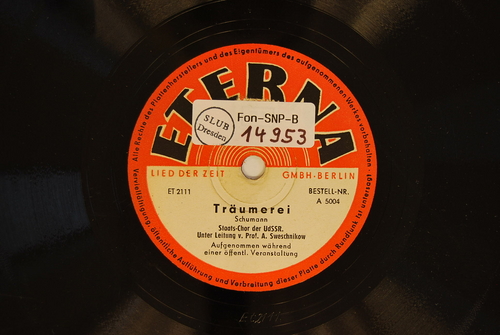 Alle Rechte des Plattenherstellers und des Eigentümers des aufgenommenen Werkes vorbehalten · Vervielfältigung, öffentliche Aufführung und Verbreitung dieser Platte durch Rundfunk ist untersagt ·
ETERNA
SLUB
Dresden
Fon-SNP-B
14953
LIED DER ZEIT GMBH·BERLIN
ET 2111
BESTELL-NR.
A 5004
Träumerei
Schumann
Staats-Chor der UdSSR.
Unter Leitung v. Prof. A. Sweschnikow
Aufgenommen während
einer öffentl. Veranstaltung